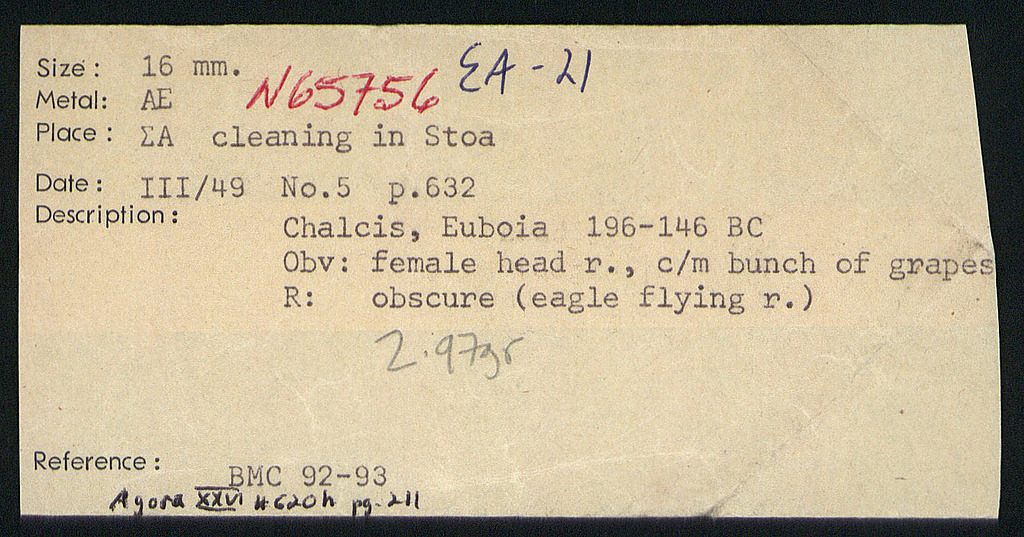 Size: 16 mm.
N65756 ΣA-21
Metal: AE
Place: ΣA cleaning in Stoa
Date: III/49 No.5 p.632
Description:
Chalcis, Euboia 196-146 BC
Obv: female head r., c/m bunch of grapes
R: obscure (eagle flying r.)
2.97gr
Reference: BMC 92-93
Agora XXVI #620h pg. 211